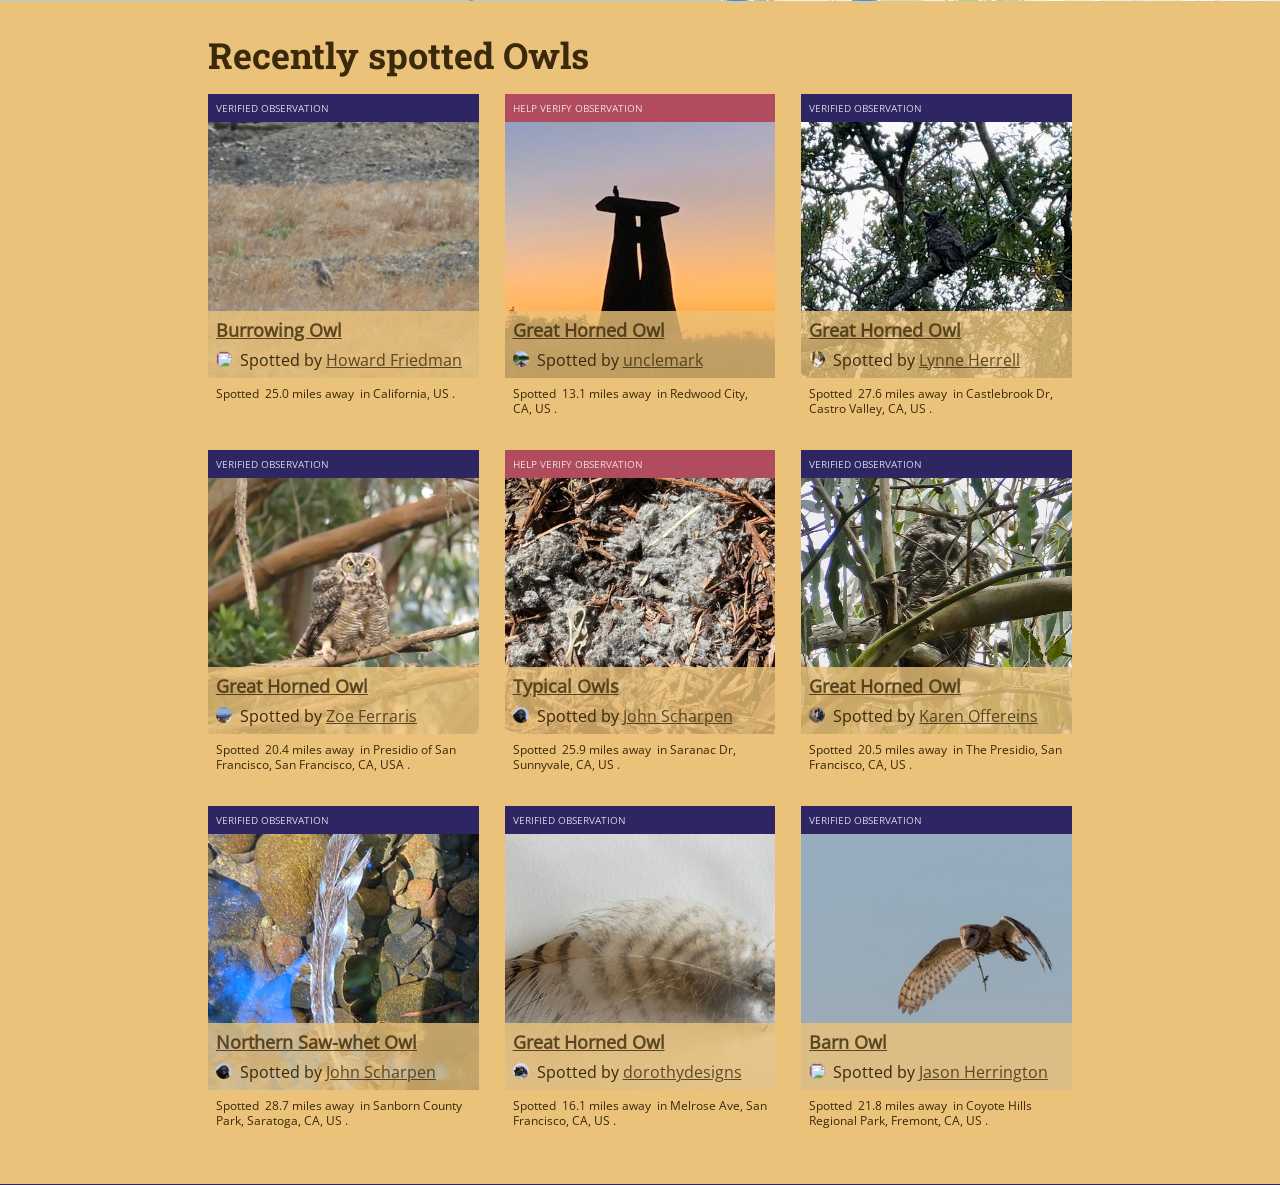 Recently spotted Owls
VERIFIED OBSERVATION
Burrowing Owl
Spotted by Howard Friedman
Spotted 25.0 miles away in California, US .
HELP VERIFY OBSERVATION
Great Horned Owl
Spotted by unclemark
Spotted 13.1 miles away in Redwood City,
CA, US .
VERIFIED OBSERVATION
Great Horned Owl
Spotted by Lynne Herrell
Spotted 27.6 miles away in Castlebrook Dr,
Castro Valley, CA, US .
VERIFIED OBSERVATION
Great Horned Owl
Spotted by Zoe Ferraris
Spotted 20.4 miles away in Presidio of San
Francisco, San Francisco, CA, USA .
HELP VERIFY OBSERVATION
Typical Owls
Spotted by John Scharpen
Spotted 25.9 miles away in Saranac Dr,
Sunnyvale, CA, US .
VERIFIED OBSERVATION
Great Horned Owl
Spotted by Karen Offereins
Spotted 20.5 miles away in The Presidio, San
Francisco, CA, US .
VERIFIED OBSERVATION
Northern Saw-whet Owl
Spotted by John Scharpen
Spotted 28.7 miles away in Sanborn County
Park, Saratoga, CA, US .
VERIFIED OBSERVATION
Great Horned Owl
Spotted by dorothydesigns
Spotted 16.1 miles away in Melrose Ave, San
Francisco, CA, US .
VERIFIED OBSERVATION
Barn Owl
Spotted by Jason Herrington
Spotted 21.8 miles away in Coyote Hills
Regional Park, Fremont, CA, US .